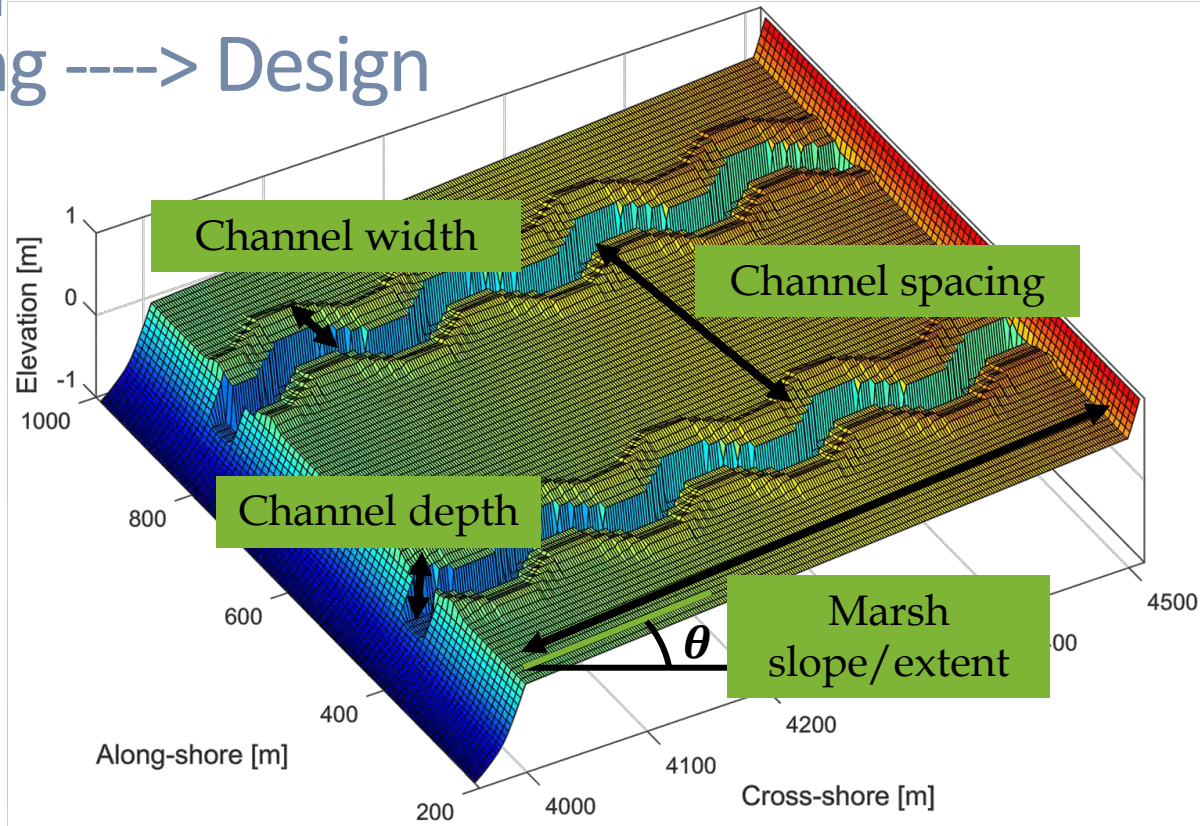 ng ----> Design
Channel width
Channel spacing
Channel depth
Marsh
slope/extent
θ
Elevation [m]
1
0
-1
1000
800
600
400
200
Along-shore [m]
4000
4100
4200
4500
Cross-shore [m]